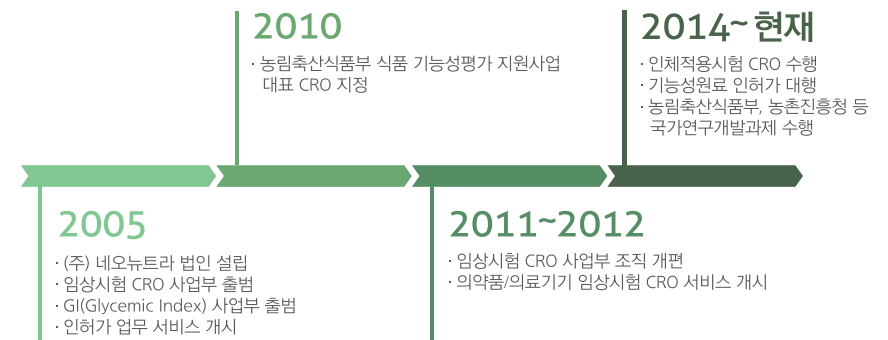 2010
· 농림축산식품부 식품 기능성평가 지원사업
대표 CRO 지정
2014~ 현재
· 인체적용시험 CRO 수행
· 기능성원료 인허가 대행
· 농림축산식품부, 농촌진흥청 등
국가연구개발과제 수행
2005
· (주) 네오뉴트라 법인 설립
· 임상시험 CRO 사업부 출범
· GI(Glycemic Index) 사업부 출범
· 인허가 업무 서비스 개시
2011~2012
· 임상시험 CRO 사업부 조직 개편
· 의약품/의료기기 임상시험 CRO 서비스 개시